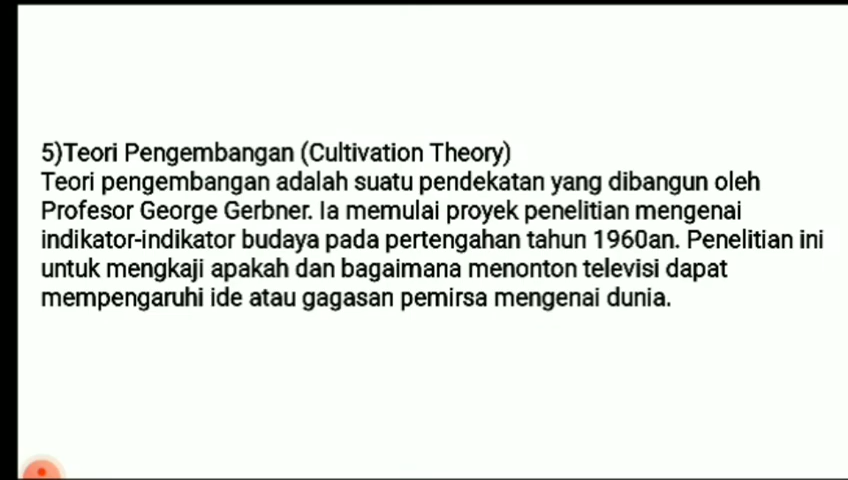 5)Teori Pengembangan (Cultivation Theory)
Teori pengembangan adalah suatu pendekatan yang dibangun oleh
Profesor George Gerbner. Ia memulai proyek penelitian mengenai
indikator-indikator budaya pada pertengahan tahun 1960an. Penelitian ini
untuk mengkaji apakah dan bagaimana menonton televisi dapat
mempengaruhi ide atau gagasan pemirsa mengenai dunia.